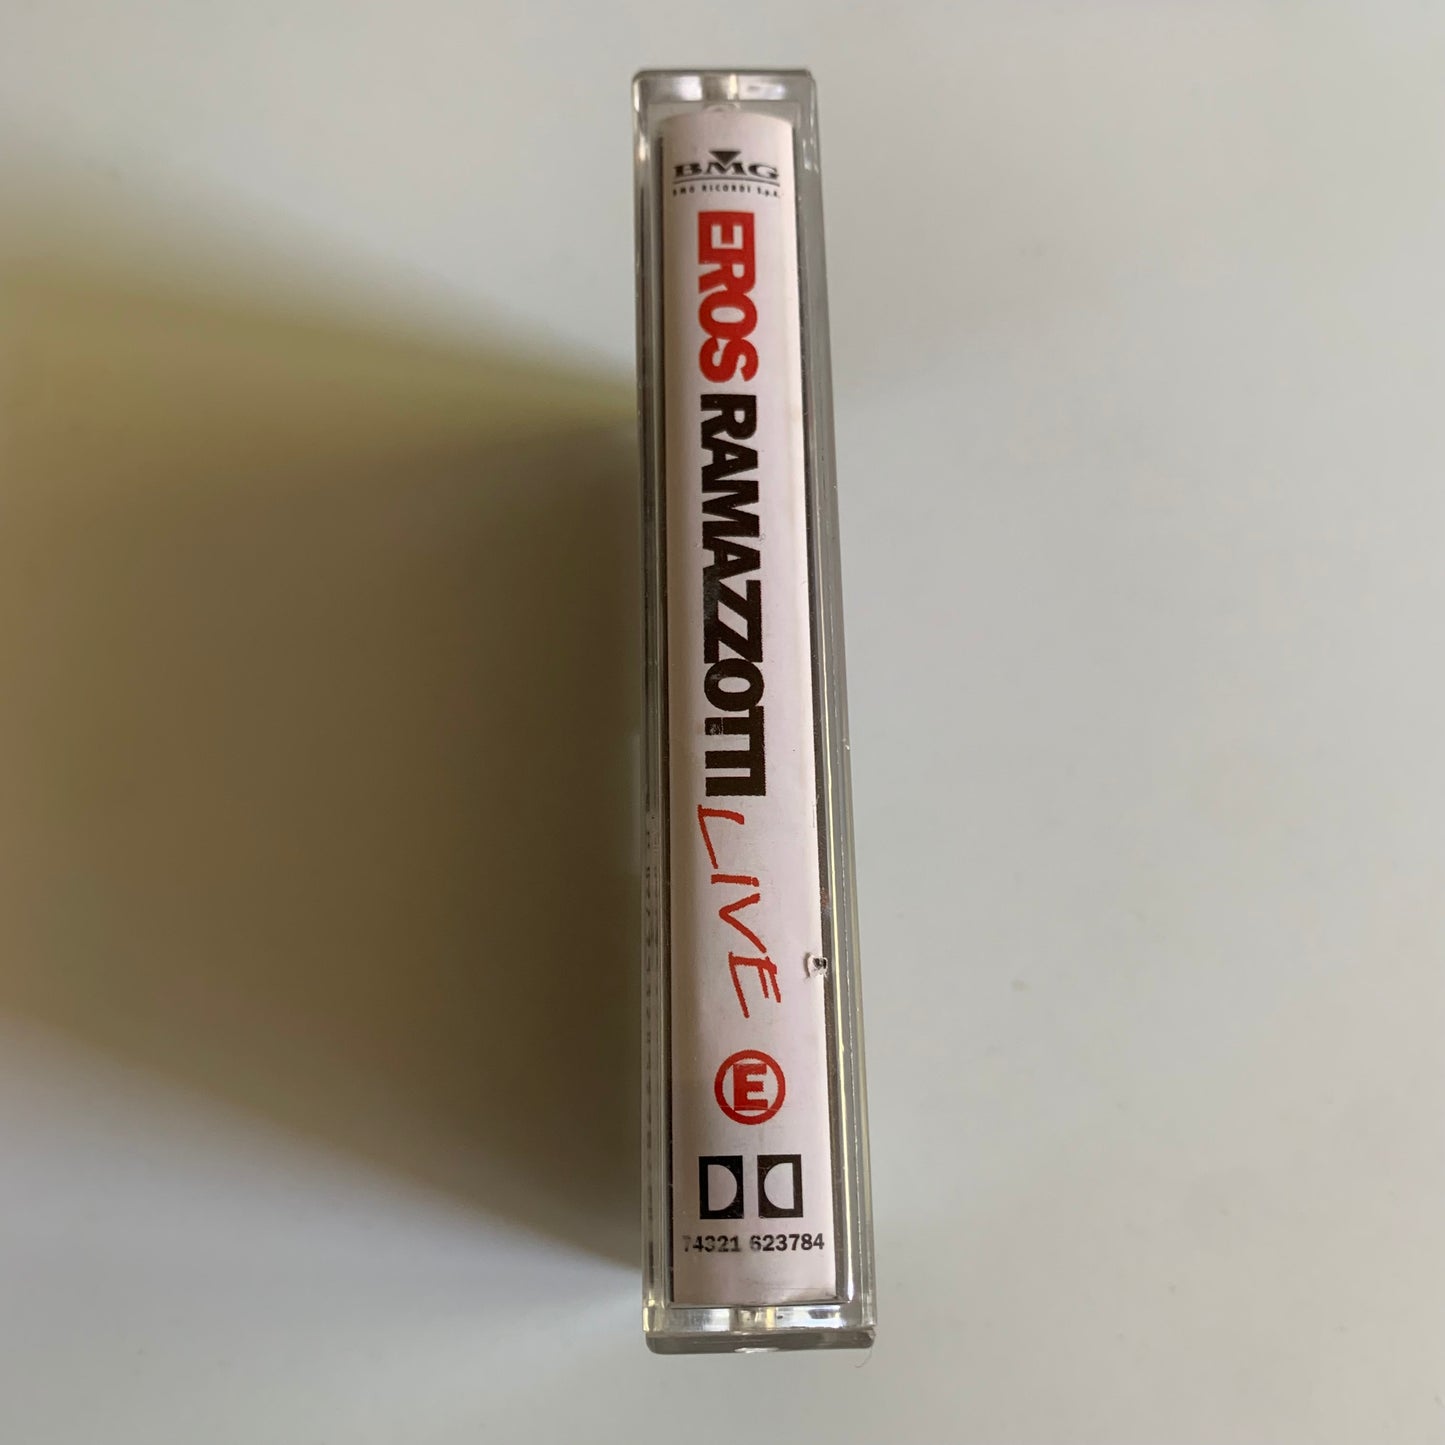 BMG
BMG RICORDI S.p.A.
EROS RAMAZZOTTI LIVE
E
74321 623784